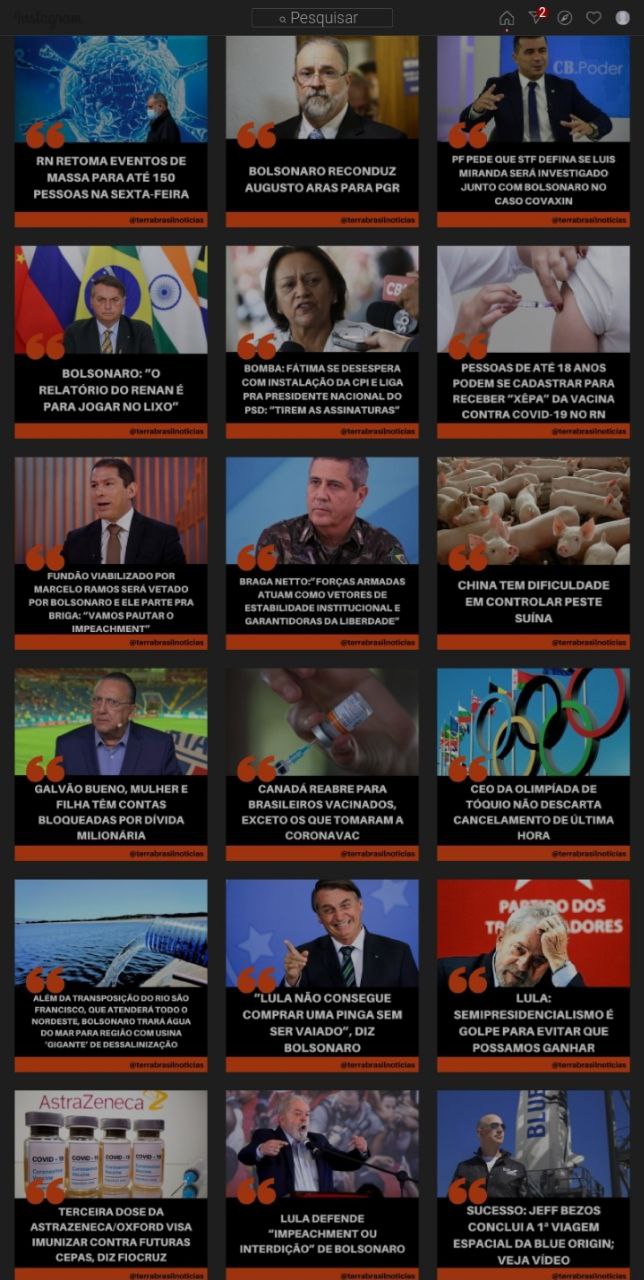 Instagram
Pesquisar
2
CB.Poder
RN RETOMA EVENTOS DE
MASSA PARA ATÉ 150
PESSOAS NA SEXTA-FEIRA
@terrabrasilnoticias
BOLSONARO RECONDUZ
AUGUSTO ARAS PARA PGR
@terrabrasilnoticias
PF PEDE QUE STF DEFINA SE LUIS
MIRANDA SERÁ INVESTIGADO
JUNTO COM BOLSONARO NO
CASO COVAXIN
@terrabrasilnoticias
BOLSONARO: "O
RELATÓRIO DO RENAN É
PARA JOGAR NO LIXO"
@terrabrasilnoticias
BOMBA: FÁTIMA SE DESESPERA
COM INSTALAÇÃO DA CPI E LIGA
PRA PRESIDENTE NACIONAL DO
PSD: "TIREM AS ASSINATURAS"
@terrabrasilnoticias
PESSOAS DE ATÉ 18 ANOS
PODEM SE CADASTRAR PARA
RECEBER "XÊPA" DA VACINA
CONTRA COVID-19 NO RN
@terrabrasilnoticias
FUNDÃO VIABILIZADO POR
MARCELO RAMOS SERÁ VETADO
POR BOLSONARO E ELE PARTE PRA
BRIGA: "VAMOS PAUTAR O
IMPEACHMENT"
@terrabrasilnoticias
BRAGA NETTO:"FORÇAS ARMADAS
ATUAM COMO VETORES DE
ESTABILIDADE INSTITUCIONAL E
GARANTIDORAS DA LIBERDADE"
@terrabrasilnoticias
CHINA TEM DIFICULDADE
EM CONTROLAR PESTE
SUÍNA
@terrabrasilnoticias
GALVÃO BUENO, MULHER E
FILHA TÊM CONTAS
BLOQUEADAS POR DÍVIDA
MILIONÁRIA
@terrabrasilnoticias
CANADÁ REABRE PARA
BRASILEIROS VACINADOS,
EXCETO OS QUE TOMARAM A
CORONAVAC
@terrabrasilnoticias
CEO DA OLIMPÍADA DE
TÓQUIO NÃO DESCARTA
CANCELAMENTO DE ÚLTIMA
HORA
@terrabrasilnoticias
ALÉM DA TRANSPOSIÇÃO DO RIO SÃO
FRANCISCO, QUE ATENDERÁ TODO O
NORDESTE, BOLSONARO TRARÁ ÁGUA
DO MAR PARA REGIÃO COM USINA
'GIGANTE' DE DESSALINIZAÇÃO
@terrabrasilnoticias
"LULA NÃO CONSEGUE
COMPRAR UMA PINGA SEM
SER VAIADO", DIZ
BOLSONARO
@terrabrasilnoticias
PARTIDO DOS
TRABALHADORES
LULA:
SEMIPRESIDENCIALISMO É
GOLPE PARA EVITAR QUE
POSSAMOS GANHAR
@terrabrasilnoticias
AstraZeneca
COVID - 19
TERCEIRA DOSE DA
ASTRAZENECA/OXFORD VISA
IMUNIZAR CONTRA FUTURAS
CEPAS, DIZ FIOCRUZ
@terrabrasilnoticias
LULA DEFENDE
"IMPEACHMENT OU
INTERDIÇÃO" DE BOLSONARO
@terrabrasilnoticias
BLUE
SUCESSO: JEFF BEZOS
CONCLUI A 1ª VIAGEM
ESPACIAL DA BLUE ORIGIN;
VEJA VÍDEO
@terrabrasilnoticias